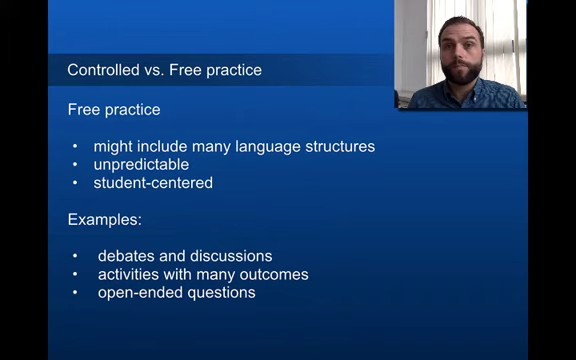 Controlled vs. Free practice
Free practice
• might include many language structures
• unpredictable
• student-centered
Examples:
• debates and discussions
• activities with many outcomes
• open-ended questions